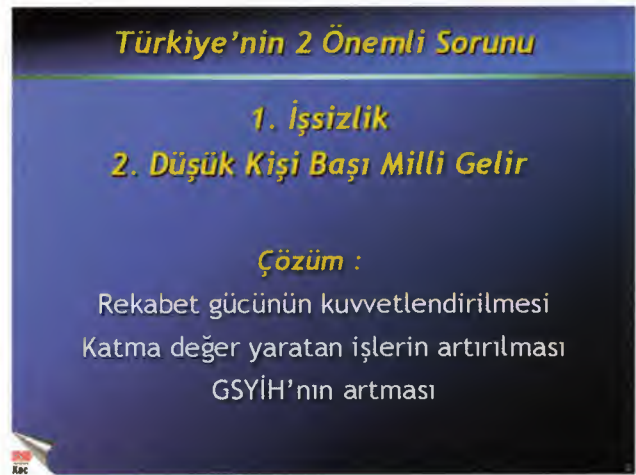 Türkiye'nin 2 Önemli Sorunu
1. İşsizlik
2. Düşük Kişi Başı Milli Gelir
Çözüm :
Rekabet gücünün kuvvetlendirilmesi
Katma değer yaratan işlerin artırılması
GSYİH'nın artması
Koç